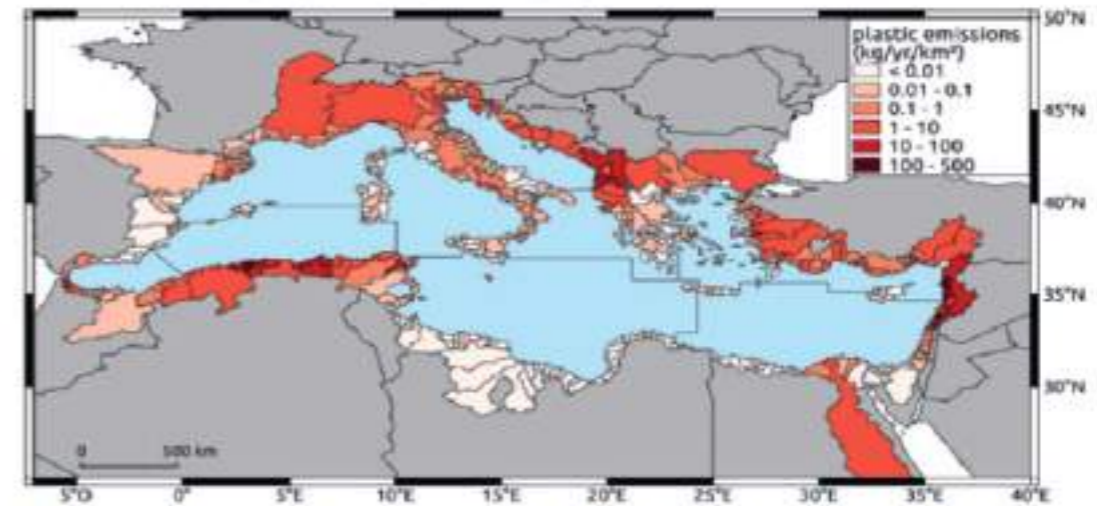 plastic emissions
(kg/yr/km²)
< 0.01
0.01 - 0.1
0.1 - 1
1 - 10
10 - 100
100 - 500
50°N
45°N
40°N
35°N
30°N
0 500 km
5°O 0° 5°E 10°E 15°E 20°E 25°E 30°E 35°E 40°E